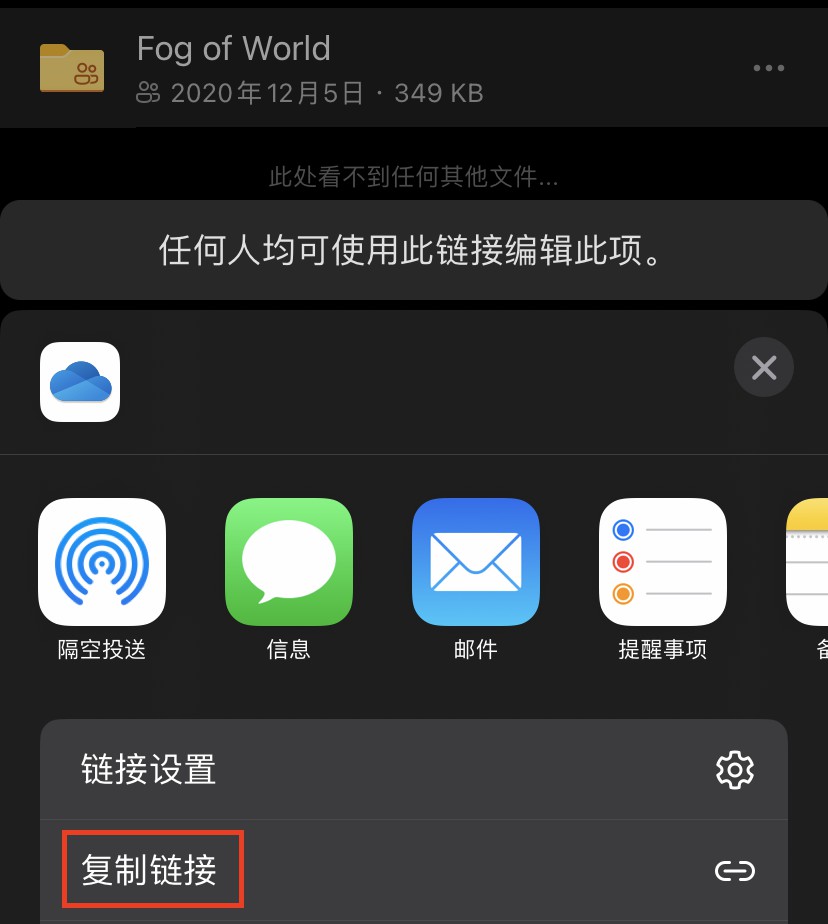 Fog of World
2020年12月5日 · 349 KB
此处看不到任何其他文件...
任何人均可使用此链接编辑此项。
隔空投送
信息
邮件
提醒事项
链接设置
复制链接